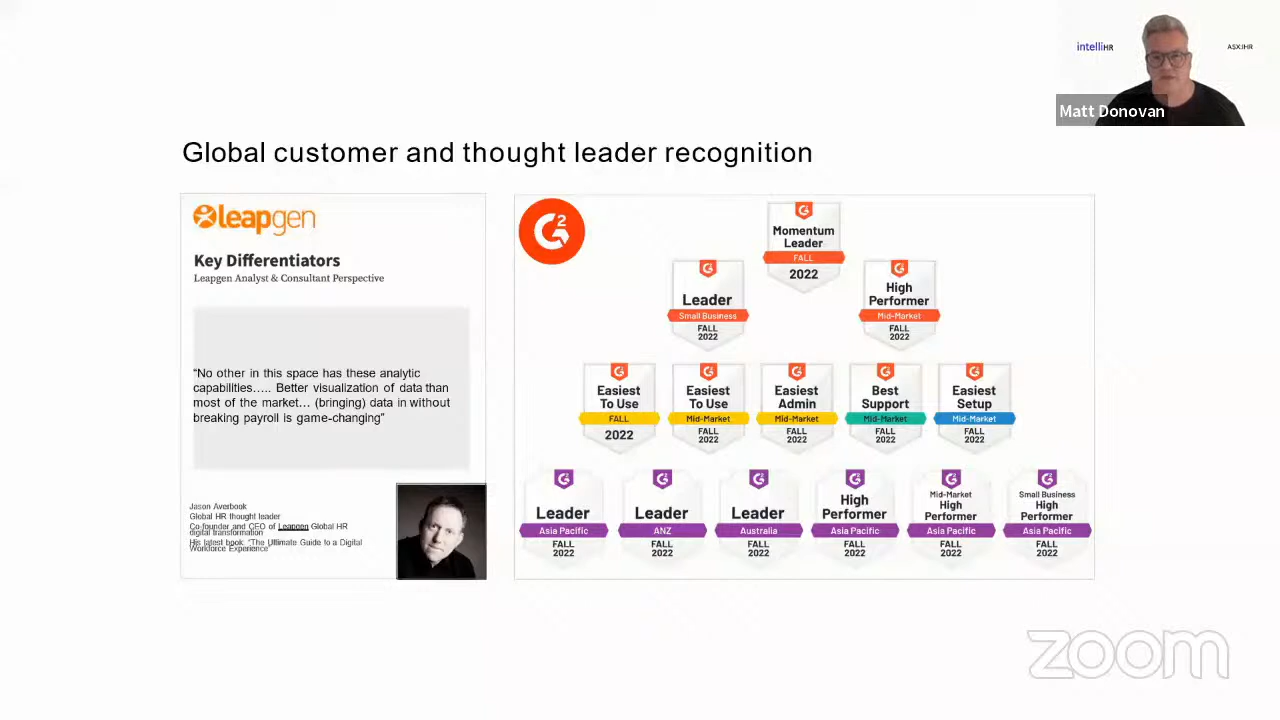 intelliHR
ASX:IHR
Matt Donovan
Global customer and thought leader recognition
leapgen
Key Differentiators
Leapgen Analyst & Consultant Perspective
“No other in this space has these analytic
capabilities….. Better visualization of data than
most of the market… (bringing) data in without
breaking payroll is game-changing”
Jason Averbook
Global HR thought leader
Co-founder and CEO of Leapgen Global HR
digital transformation
His latest book “The Ultimate Guide to a Digital
Workforce Experience”
G2
Momentum
Leader
FALL
2022
Leader
Small Business
FALL
2022
High
Performer
Mid-Market
FALL
2022
Easiest
To Use
FALL
2022
Easiest
To Use
Mid-Market
FALL
2022
Easiest
Admin
Mid-Market
FALL
2022
Best
Support
Mid-Market
FALL
2022
Easiest
Setup
Mid-Market
FALL
2022
Leader
Asia Pacific
FALL
2022
Leader
ANZ
FALL
2022
Leader
Australia
FALL
2022
High
Performer
Asia Pacific
FALL
2022
Mid-Market
High
Performer
Asia Pacific
FALL
2022
Small Business
High
Performer
Asia Pacific
FALL
2022
zoom